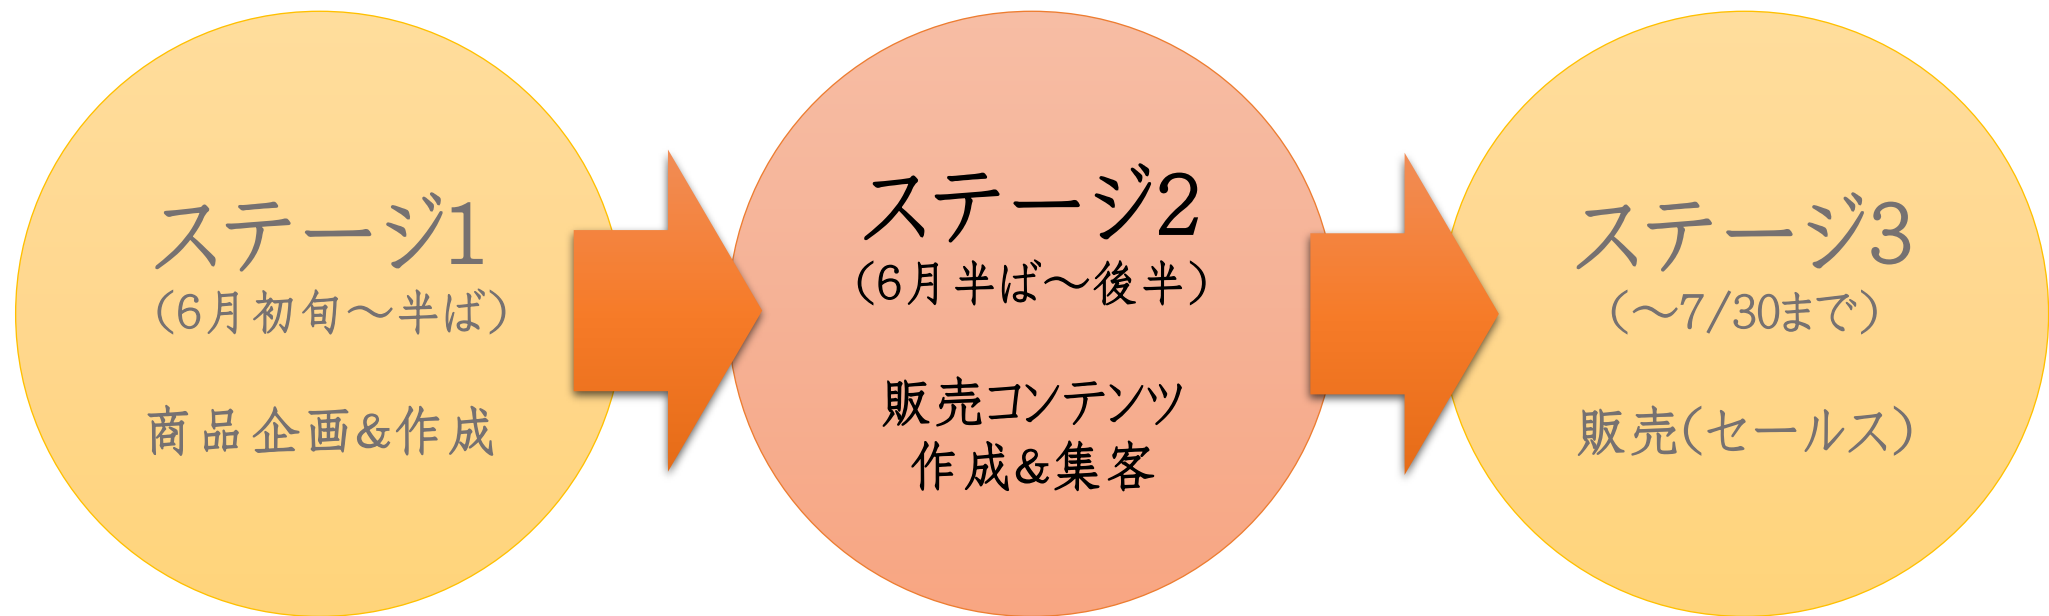 ステージ1
（6月初旬～半ば）
商品企画&作成
ステージ2
（6月半ば～後半）
販売コンテンツ
作成&集客
ステージ3
（～7/30まで）
販売（セールス）